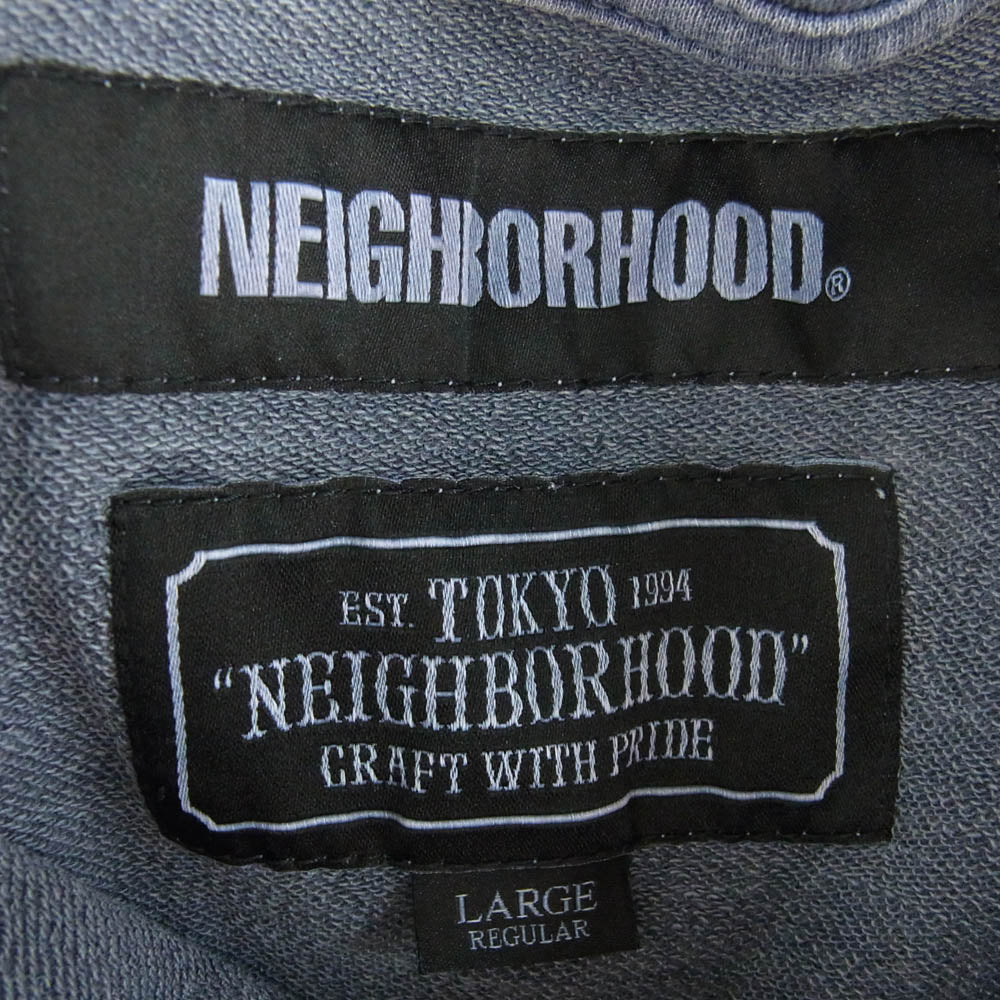 NEIGHBORHOOD®
EST. TOKYO 1994
“NEIGHBORHOOD”
CRAFT WITH PRIDE
LARGE
REGULAR